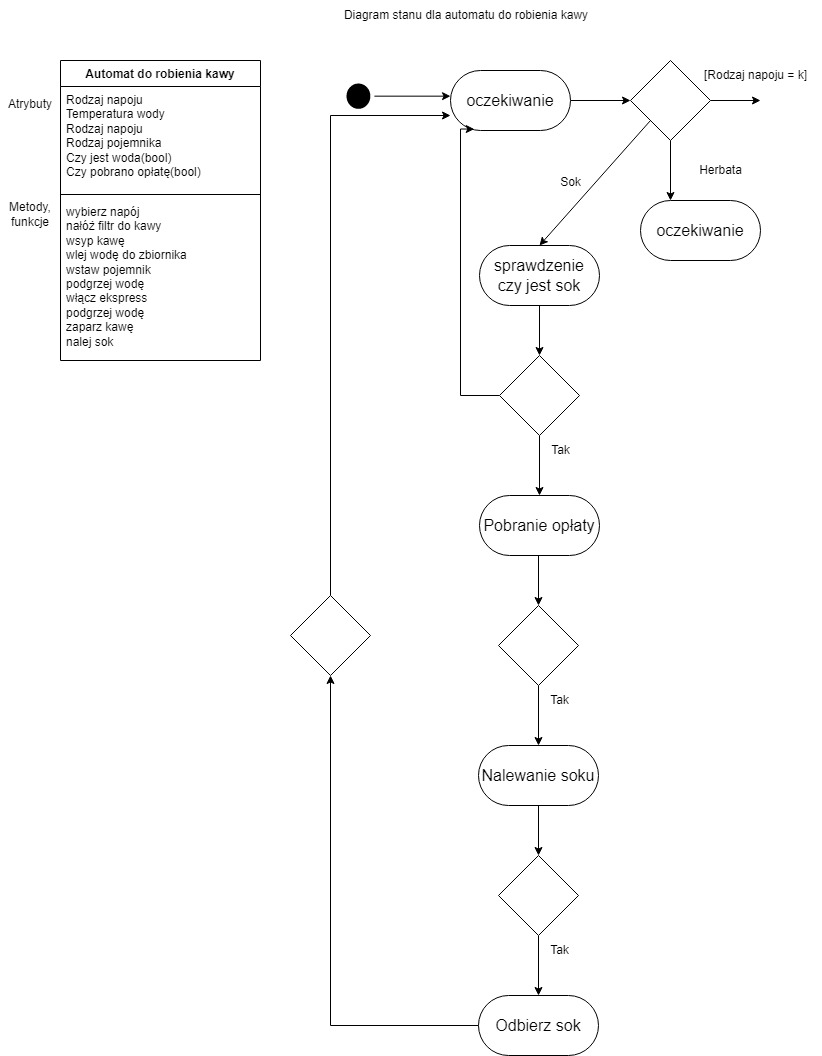 Diagram stanu dla automatu do robienia kawy
Automat do robienia kawy
Atrybuty
Rodzaj napoju
Temperatura wody
Rodzaj napoju
Rodzaj pojemnika
Czy jest woda(bool)
Czy pobrano opłatę(bool)
Metody,
funkcje
wybierz napój
nałóź filtr do kawy
wsyp kawę
wlej wodę do zbiornika
wstaw pojemnik
podgrzej wodę
włącz ekspress
podgrzej wodę
zaparz kawę
nalej sok
oczekiwanie
[Rodzaj napoju = k]
Sok
Herbata
oczekiwanie
sprawdzenie
czy jest sok
Tak
Pobranie opłaty
Tak
Nalewanie soku
Tak
Odbierz sok